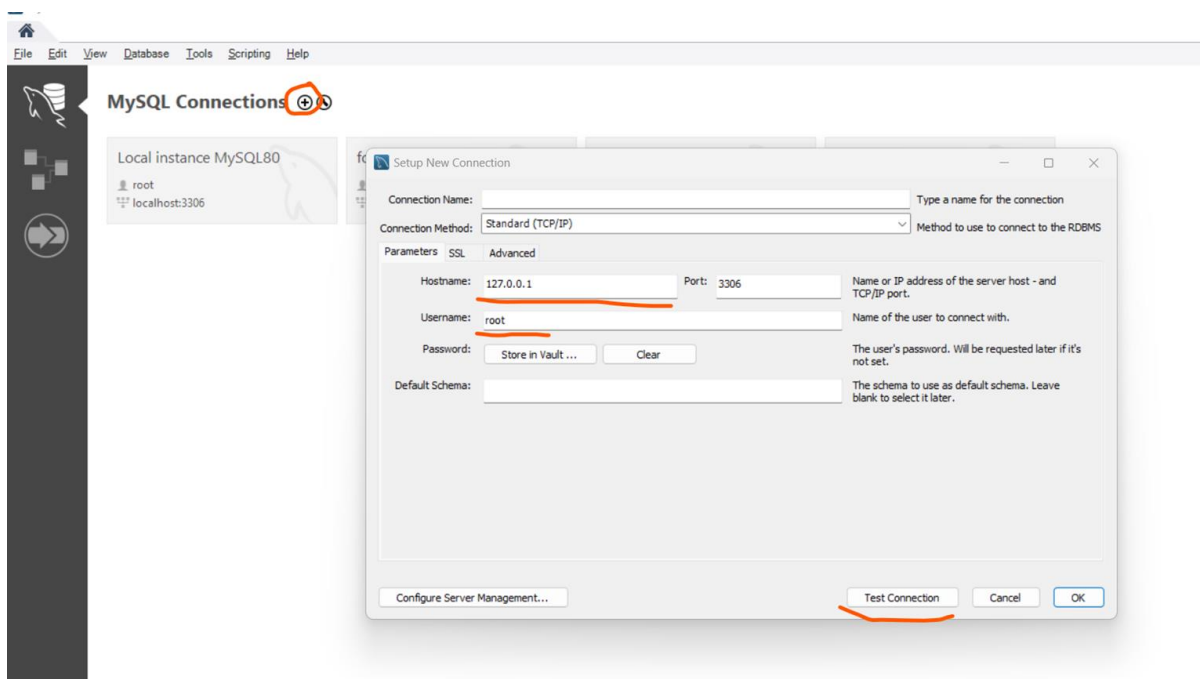 File Edit View Database Tools Scripting Help
MySQL Connections
Local instance MySQL80
root
localhost:3306
Setup New Connection
Connection Name: Type a name for the connection
Connection Method: Standard (TCP/IP) Method to use to connect to the RDBMS
Parameters SSL Advanced
Hostname: 127.0.0.1 Port: 3306 Name or IP address of the server host - and
TCP/IP port.
Username: root Name of the user to connect with.
Password: Store in Vault ... Clear The user's password. Will be requested later if it's
not set.
Default Schema: The schema to use as default schema. Leave
blank to select it later.
Configure Server Management... Test Connection Cancel OK